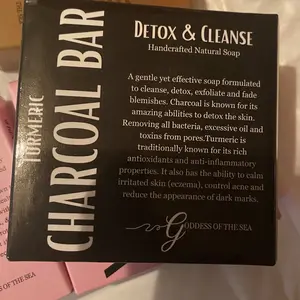 TURMERIC
CHARCOAL BAR
DETOX & CLEANSE
Handcrafted Natural Soap
A gentle yet effective soap formulated
to cleanse, detox, exfoliate and fade
blemishes. Charcoal is known for its
amazing abilities to detox the skin.
Removing all bacteria, excessive oil and
toxins from pores.Turmeric is
traditionally known for its rich
antioxidants and anti-inflammatory
properties. It also has the ability to calm
irritated skin (eczema), control acne and
reduce the appearance of dark marks.
GODDESS OF THE SEA
OF THE SEA